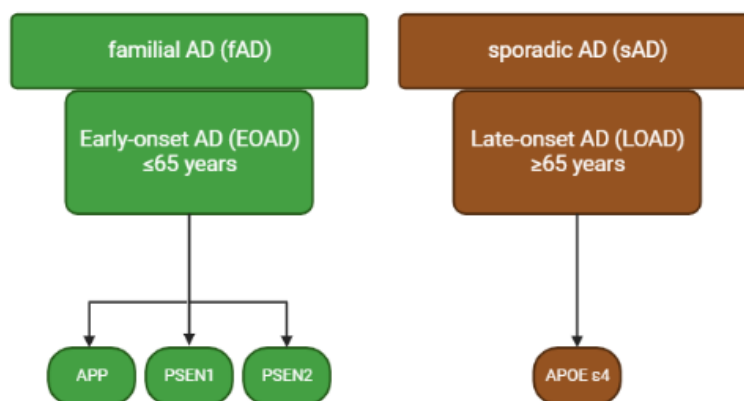 familial AD (fAD)
sporadic AD (sAD)
Early-onset AD (EOAD)
≤65 years
Late-onset AD (LOAD)
≥65 years
APP
PSEN1
PSEN2
APOE ε4